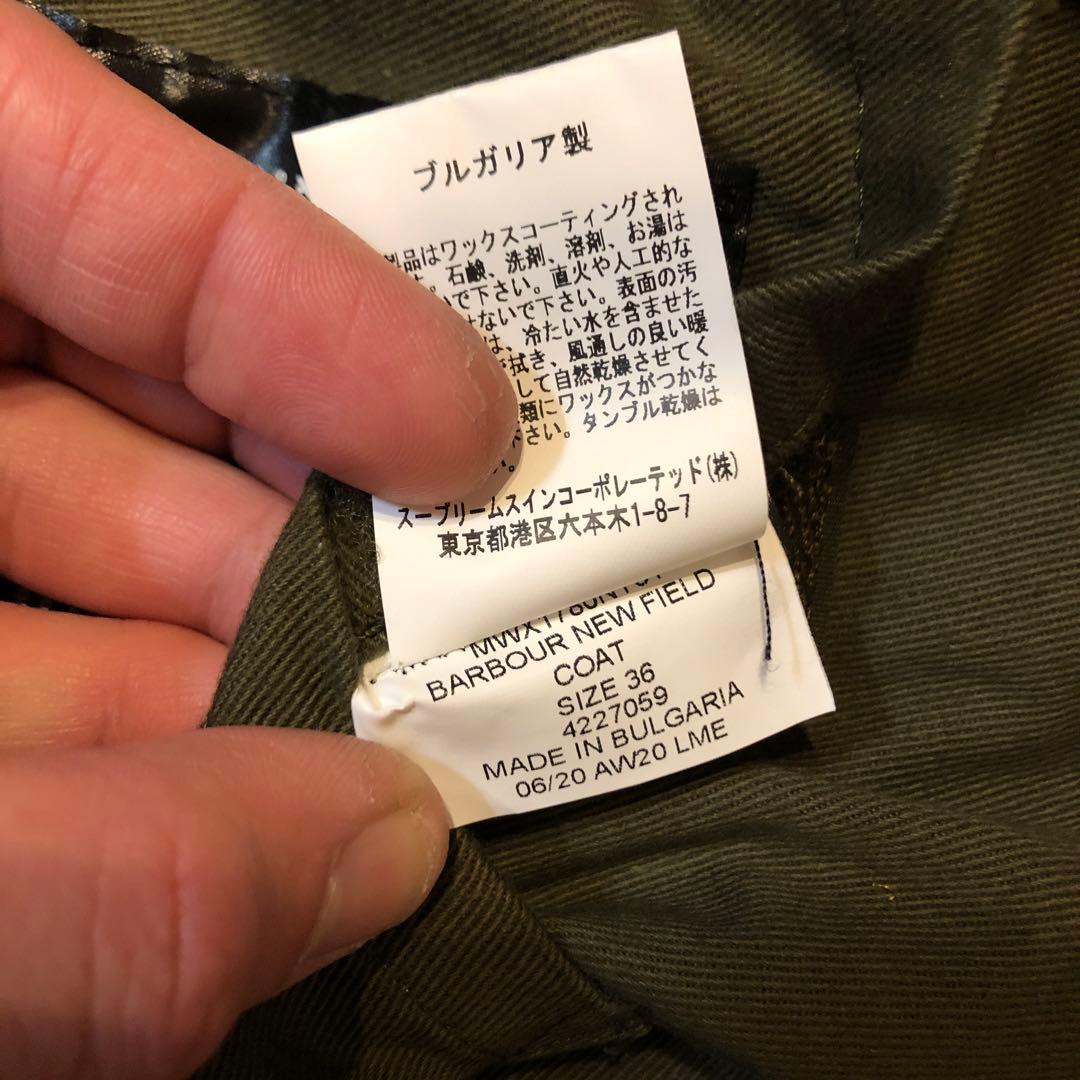 ブルガリア製
製品はワックスコーティングされ
す。石鹸、洗剤、溶剤、お湯は
いで下さい。直火や人工的な
せないで下さい。表面の汚
は、冷たい水を含ませた
拭き、風通しの良い暖
して自然乾燥させてく
類にワックスがつかな
下さい。タンブル乾燥は
い。
スープリームスインコーポレーテッド(株)
東京都港区六本木1-8-7
BARBOUR NEW FIELD
COAT
SIZE 36
4227059
MADE IN BULGARIA
06/20 AW20 LME